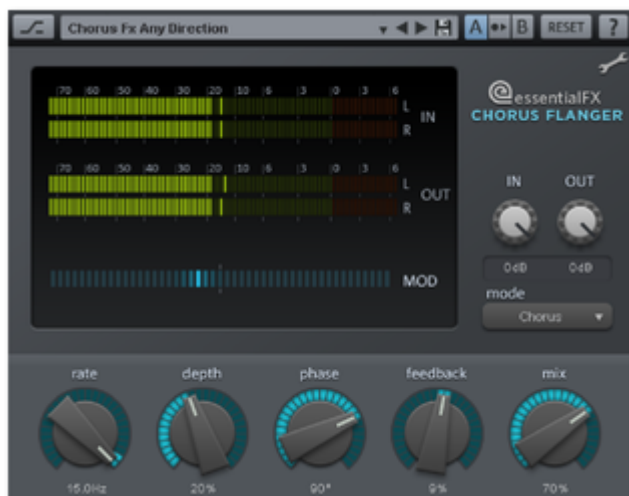 Chorus Fx Any Direction A B RESET ?
essentialFX
CHORUS FLANGER
70 60 50 40 30 20 10 6 3 0 3 6
L
R
IN
70 60 50 40 30 20 10 6 3 0 3 6
L
R
OUT
MOD
IN OUT
0dB 0dB
mode
Chorus
rate depth phase feedback mix
15.0Hz 20% 90° 9% 70%